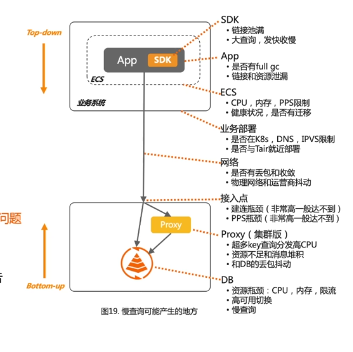 Top-down
App
SDK
ECS
业务系统
问题
Bottom-up
Proxy
SDK
• 链接池满
• 大查询，发快收慢
App
• 是否有full gc
• 链接和资源泄漏
ECS
• CPU，内存，PPS限制
• 健康状况，是否有迁移
业务部署
• 是否在K8s，DNS，IPVS限制
• 是否与Tair就近部署
网络
• 是否有丢包和收敛
• 物理网络和运营商抖动
接入点
• 建连瓶颈（非常高一般达不到）
• PPS瓶颈（非常高一般达不到）
Proxy（集群版）
• 超多key查询分发高CPU
• 资源不足和消息堆积
• 和DB的丢包抖动
DB
• 资源瓶颈：CPU，内存，限流
• 高可用切换
• 慢查询
图19. 慢查询可能产生的地方